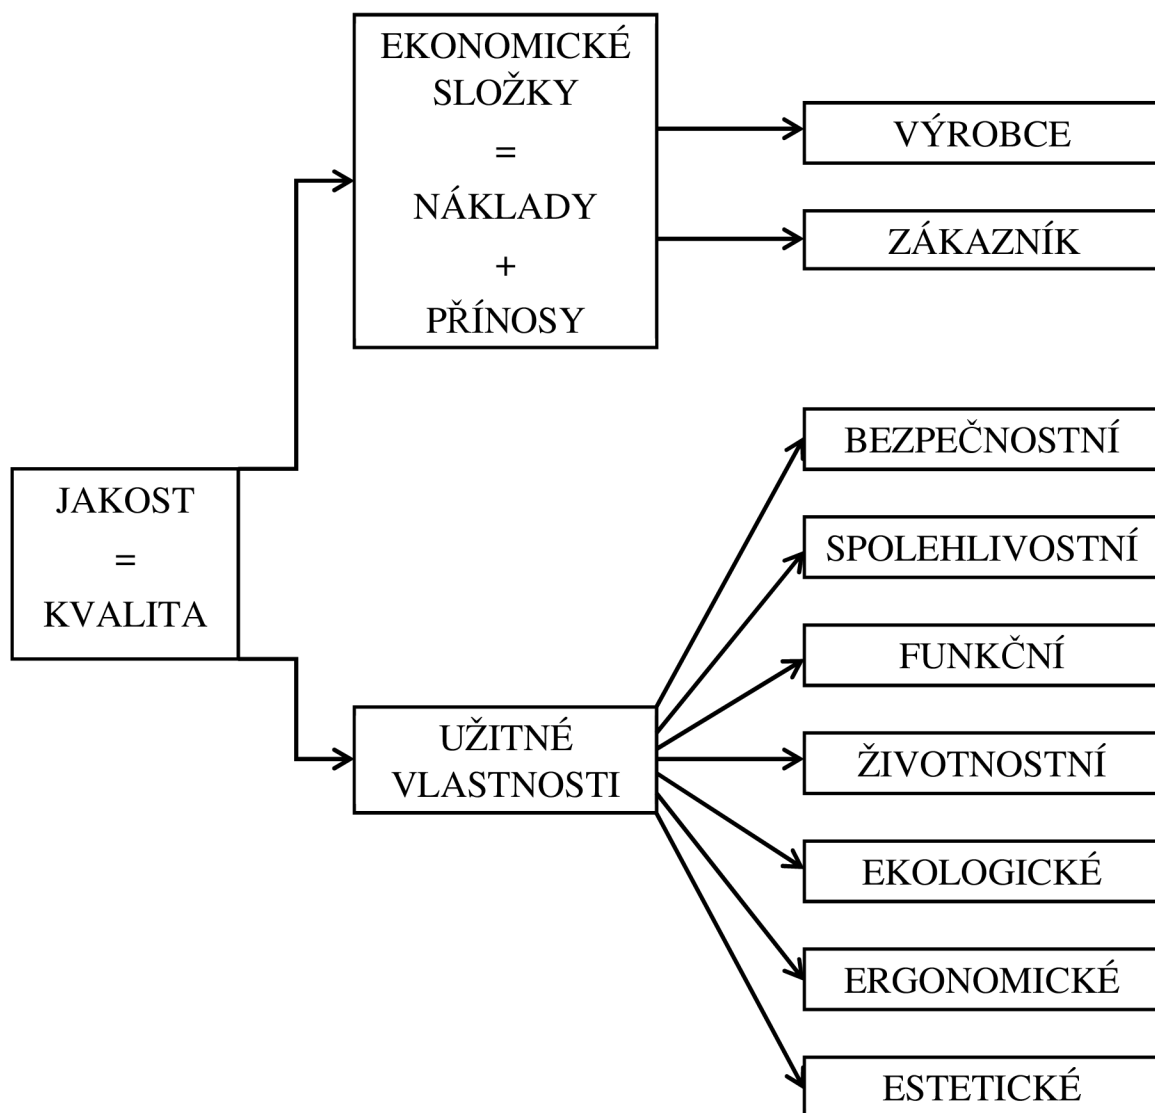 EKONOMICKÉ
SLOŽKY
=
NÁKLADY
+
PŘÍNOSY
VÝROBCE
ZÁKAZNÍK
JAKOST
=
KVALITA
UŽITNÉ
VLASTNOSTI
BEZPEČNOSTNÍ
SPOLEHLIVOSTNÍ
FUNKČNÍ
ŽIVOTNOSTNÍ
EKOLOGICKÉ
ERGONOMICKÉ
ESTETICKÉ